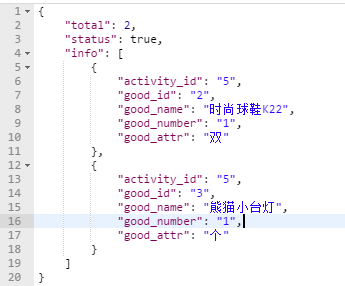 1 {
2 "total": 2,
3 "status": true,
4 "info": [
5 {
6 "activity_id": "5",
7 "good_id": "2",
8 "good_name": "时尚球鞋K22",
9 "good_number": "1",
10 "good_attr": "双"
11 },
12 {
13 "activity_id": "5",
14 "good_id": "3",
15 "good_name": "熊猫小台灯",
16 "good_number": "1",
17 "good_attr": "个"
18 }
19 ]
20 }